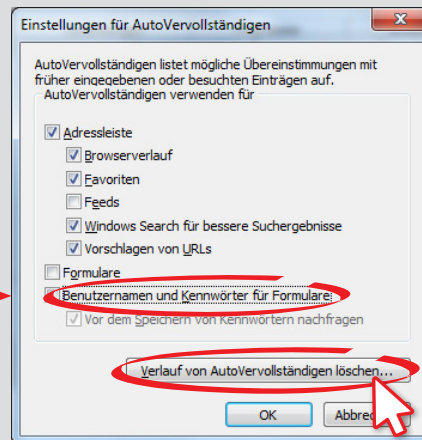 Einstellungen für AutoVervollständigen
AutoVervollständigen listet mögliche Übereinstimmungen mit
früher eingegebenen oder besuchten Einträgen auf.
AutoVervollständigen verwenden für
Adressleiste
Browserverlauf
Favoriten
Feeds
Windows Search für bessere Suchergebnisse
Vorschlagen von URLs
Formulare
Benutzernamen und Kennwörter für Formulare
Vor dem Speichern von Kennwörtern nachfragen
Verlauf von AutoVervollständigen löschen...
OK